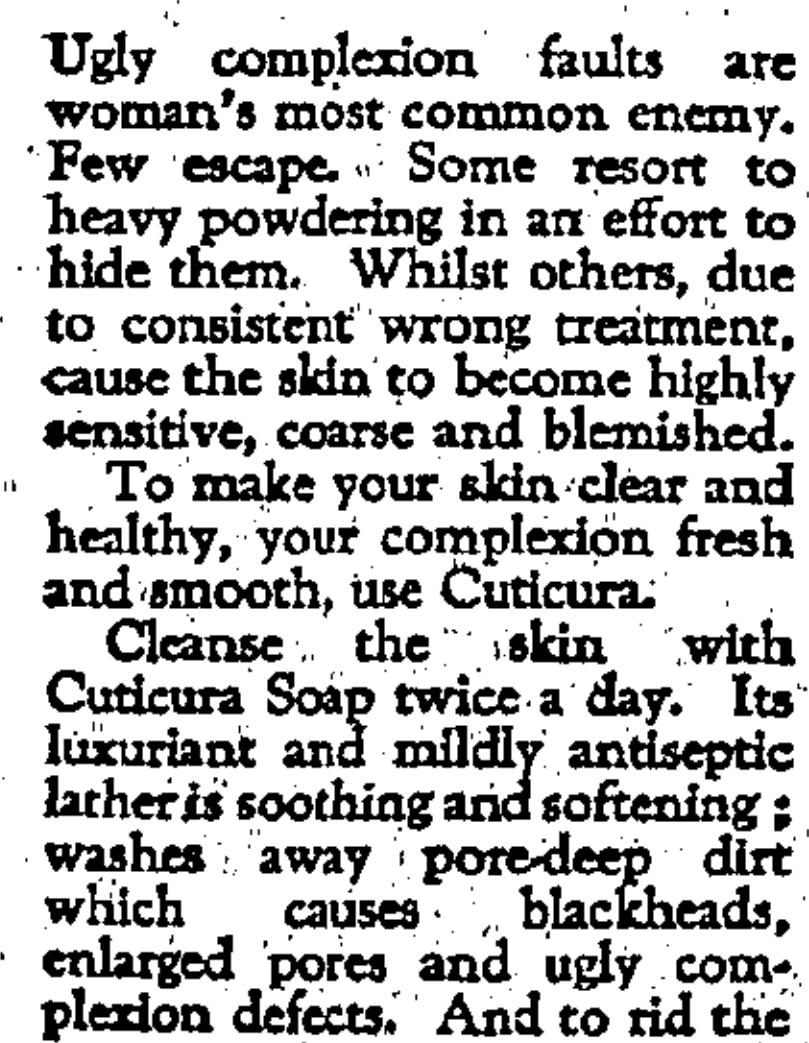 Ugly complexion faults are
woman's most common enemy.
Few escape. Some resort to
heavy powdering in an effort to
hide them. Whilst others, due
to consistent wrong treatment,
cause the skin to become highly
sensitive, coarse and blemished.
To make your skin clear and
healthy, your complexion fresh
and smooth, use Cuticura.
Cleanse the skin with
Cuticura Soap twice a day. Its
luxuriant and mildly antiseptic
lather is soothing and softening ;
washes away pore-deep dirt
which causes blackheads,
enlarged pores and ugly com-
plexion defects. And to rid the